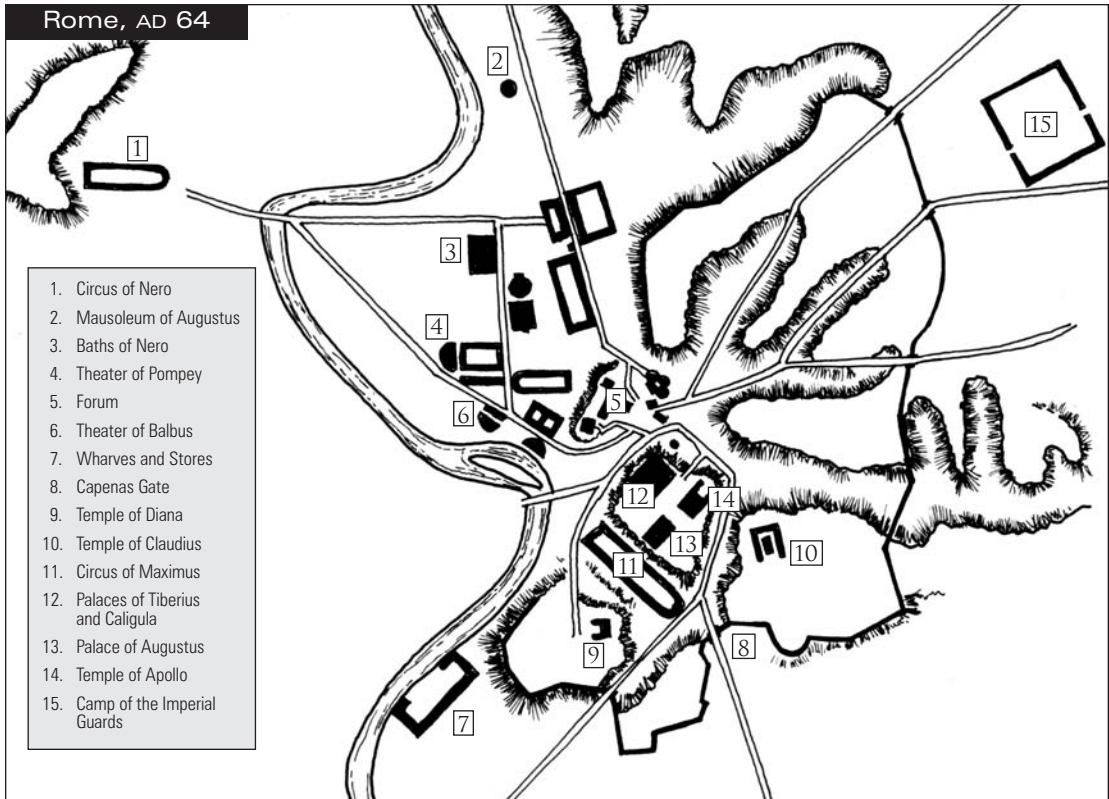 Rome, AD 64
2
15
1
3
4
5
6
12
14
13
10
11
9
8
7
1. Circus of Nero
2. Mausoleum of Augustus
3. Baths of Nero
4. Theater of Pompey
5. Forum
6. Theater of Balbus
7. Wharves and Stores
8. Capenas Gate
9. Temple of Diana
10. Temple of Claudius
11. Circus of Maximus
12. Palaces of Tiberius
and Caligula
13. Palace of Augustus
14. Temple of Apollo
15. Camp of the Imperial
Guards